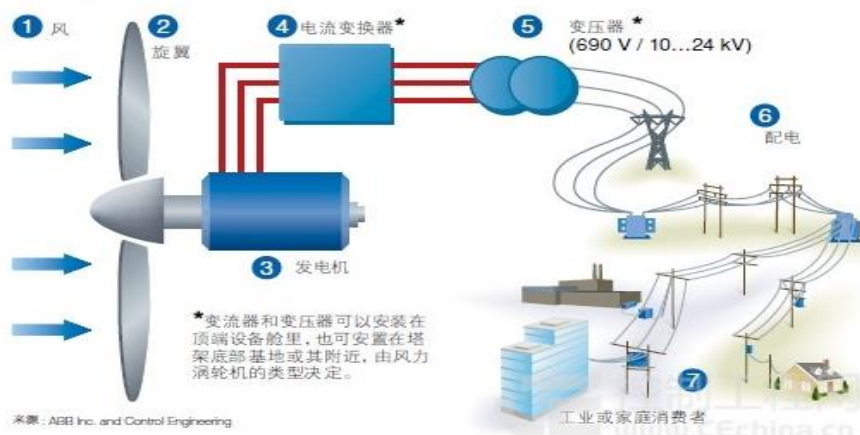 1 风
2
旋翼
4 电流变换器*
5 变压器*
(690 V / 10...24 kV)
6
配电
3 发电机
*变流器和变压器可以安装在
顶端设备舱里,也可安置在塔
架底部基地或其附近,由风力
涡轮机的类型决定。
7
工业或家庭消费者
来源: ABB Inc. and Control Engineering